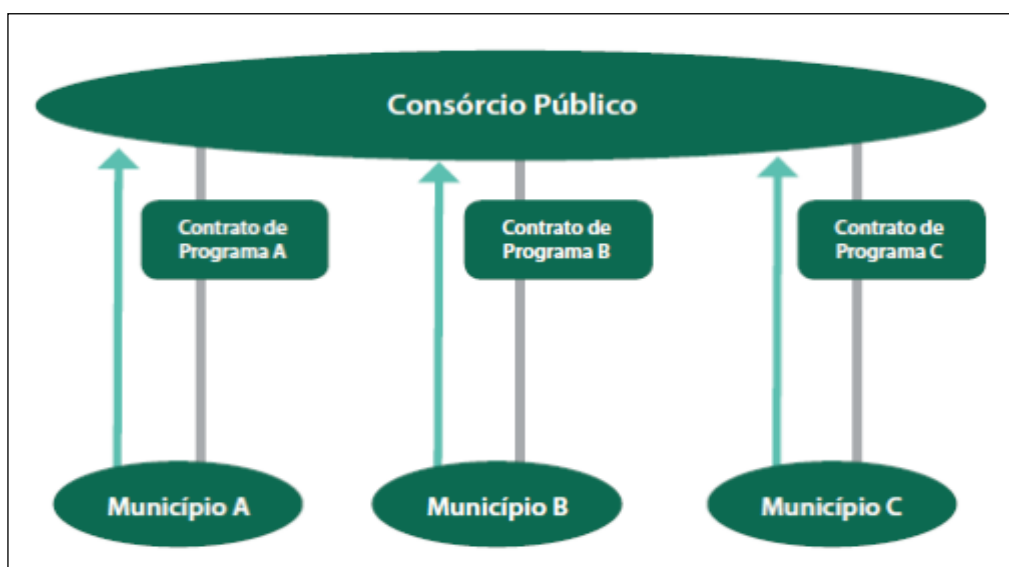 Consórcio Público
Contrato de
Programa A
Contrato de
Programa B
Contrato de
Programa C
Município A
Município B
Município C